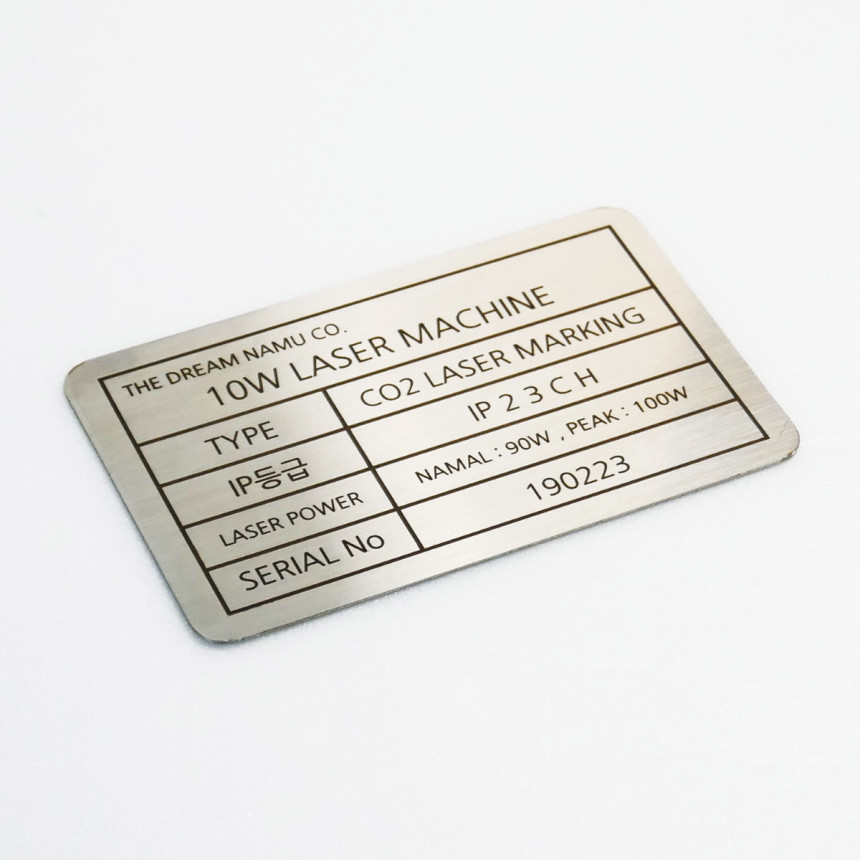 THE DREAM NAMU CO.
10W LASER MACHINE
TYPE CO2 LASER MARKING
IP등급 IP 2 3 C H
LASER POWER NAMAL : 90W , PEAK : 100W
SERIAL No 190223